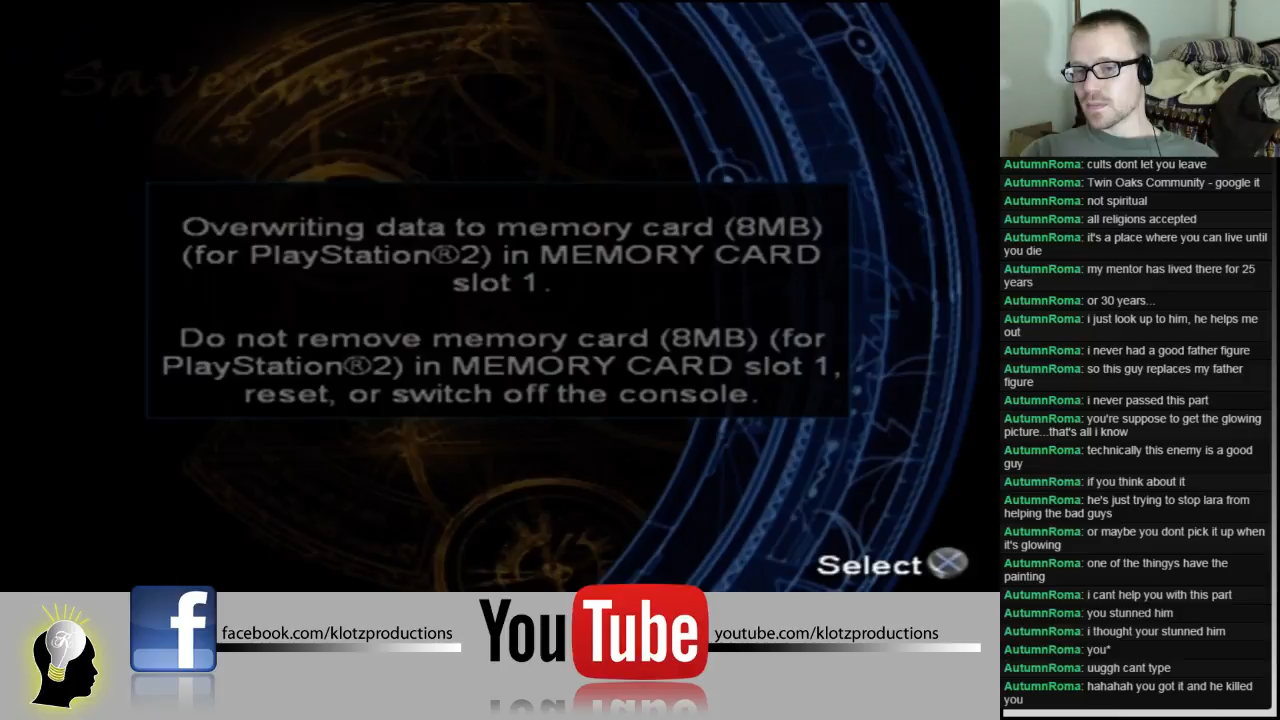 Save Game
Overwriting data to memory card (8MB)
(for PlayStation®2) in MEMORY CARD
slot 1.
Do not remove memory card (8MB) (for
PlayStation®2) in MEMORY CARD slot 1,
reset, or switch off the console.
Select
f
facebook.com/klotzproductions
YouTube
youtube.com/klotzproductions
AutumnRoma: cults dont let you leave
AutumnRoma: Twin Oaks Community - google it
AutumnRoma: not spiritual
AutumnRoma: all religions accepted
AutumnRoma: it's a place where you can live until
you die
AutumnRoma: my mentor has lived there for 25
years
AutumnRoma: or 30 years...
AutumnRoma: i just look up to him, he helps me
out
AutumnRoma: i never had a good father figure
AutumnRoma: so this guy replaces my father
figure
AutumnRoma: i never passed this part
AutumnRoma: you're suppose to get the glowing
picture...that's all i know
AutumnRoma: technically this enemy is a good
guy
AutumnRoma: if you think about it
AutumnRoma: he's just trying to stop lara from
helping the bad guys
AutumnRoma: or maybe you dont pick it up when
it's glowing
AutumnRoma: one of the thingys have the
painting
AutumnRoma: i cant help you with this part
AutumnRoma: you stunned him
AutumnRoma: i thought your stunned him
AutumnRoma: you*
AutumnRoma: uuggh cant type
AutumnRoma: hahahah you got it and he killed
you